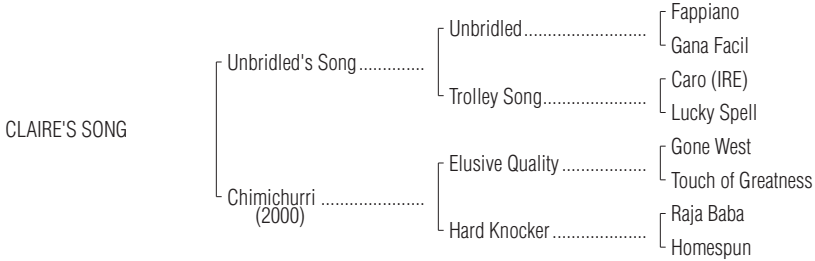 Fappiano
Unbridled..........................
Gana Facil
Unbridled's Song..............
Caro (IRE)
Trolley Song......................
Lucky Spell
CLAIRE'S SONG
Gone West
Elusive Quality..................
Touch of Greatness
Chimichurri ......................
(2000)
Raja Baba
Hard Knocker....................
Homespun